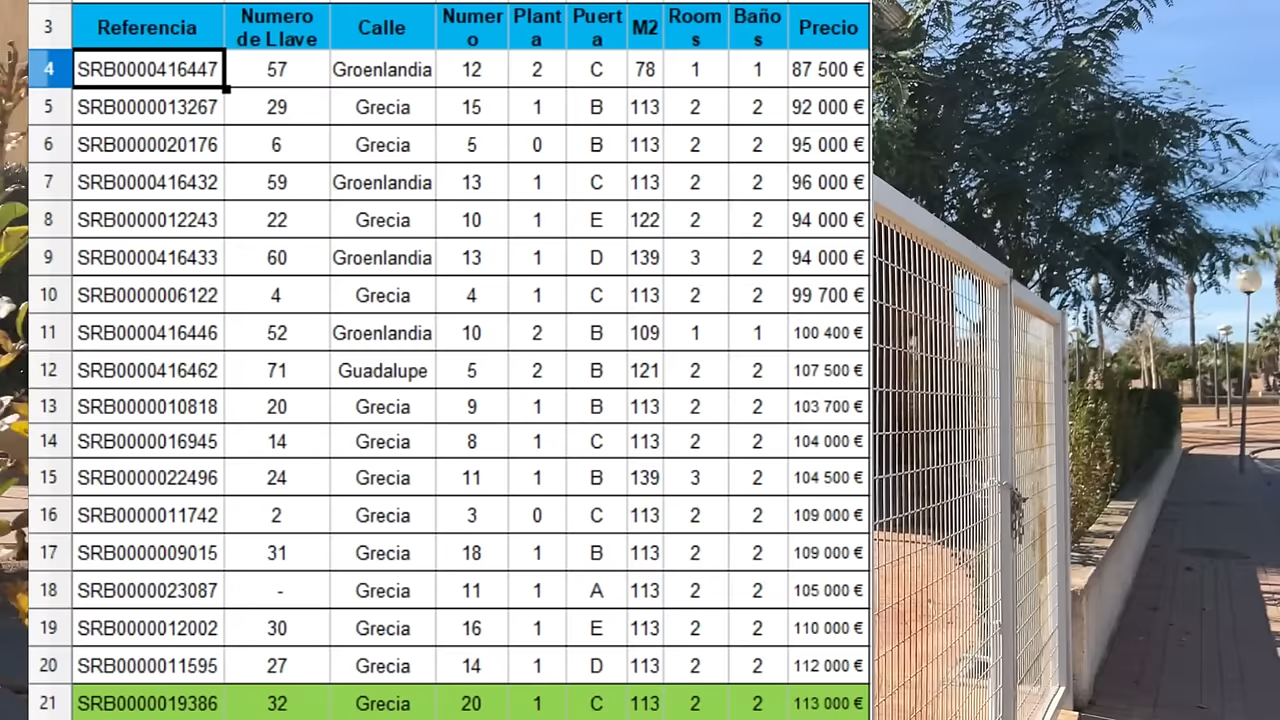 3 Referencia Numero de Llave Calle Numero Planta Puerta M2 Rooms Baños Precio
4 SRB0000416447 57 Groenlandia 12 2 C 78 1 1 87 500 €
5 SRB0000013267 29 Grecia 15 1 B 113 2 2 92 000 €
6 SRB0000020176 6 Grecia 5 0 B 113 2 2 95 000 €
7 SRB0000416432 59 Groenlandia 13 1 C 113 2 2 96 000 €
8 SRB0000012243 22 Grecia 10 1 E 122 2 2 94 000 €
9 SRB0000416433 60 Groenlandia 13 1 D 139 3 2 94 000 €
10 SRB0000006122 4 Grecia 4 1 C 113 2 2 99 700 €
11 SRB0000416446 52 Groenlandia 10 2 B 109 1 1 100 400 €
12 SRB0000416462 71 Guadalupe 5 2 B 121 2 2 107 500 €
13 SRB0000010818 20 Grecia 9 1 B 113 2 2 103 700 €
14 SRB0000016945 14 Grecia 8 1 C 113 2 2 104 000 €
15 SRB0000022496 24 Grecia 11 1 B 139 3 2 104 500 €
16 SRB0000011742 2 Grecia 3 0 C 113 2 2 109 000 €
17 SRB0000009015 31 Grecia 18 1 B 113 2 2 109 000 €
18 SRB0000023087 - Grecia 11 1 A 113 2 2 105 000 €
19 SRB0000012002 30 Grecia 16 1 E 113 2 2 110 000 €
20 SRB0000011595 27 Grecia 14 1 D 113 2 2 112 000 €
21 SRB0000019386 32 Grecia 20 1 C 113 2 2 113 000 €